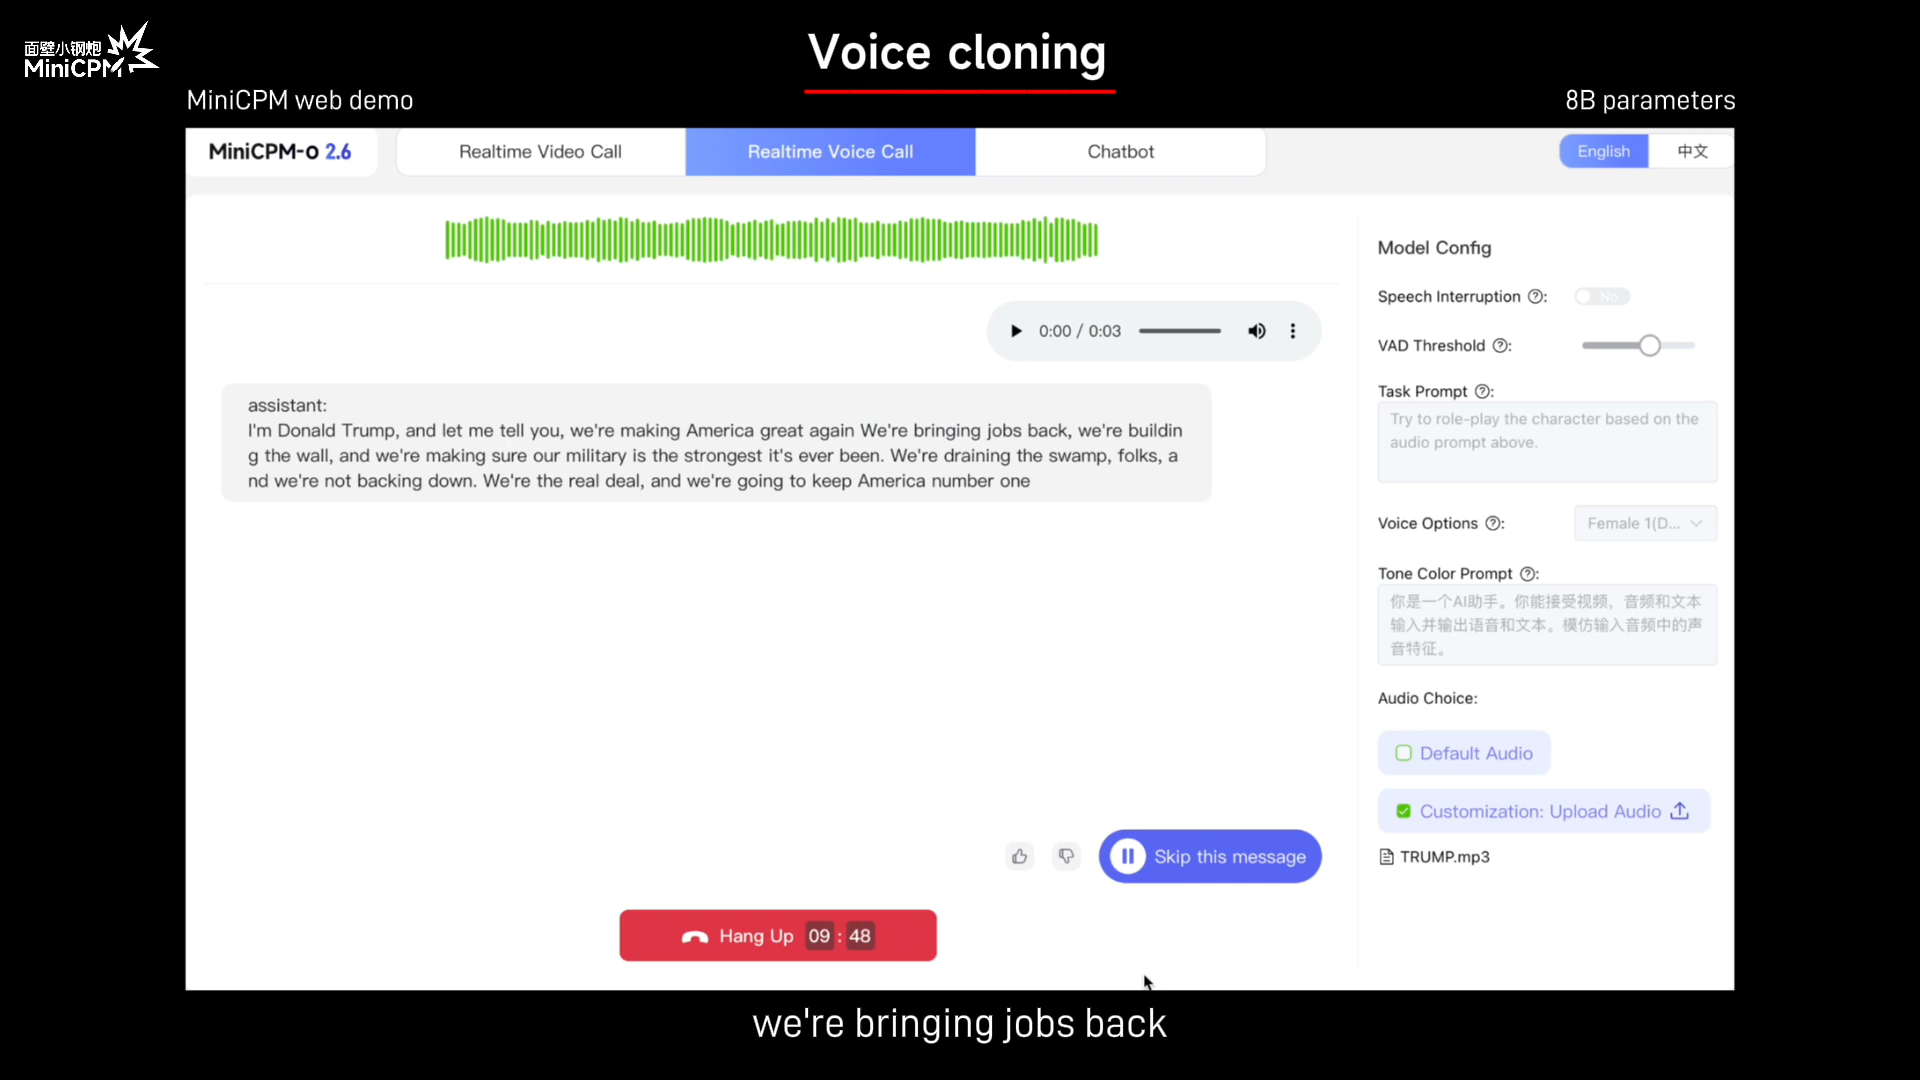 面壁小钢炮
MiniCPM
Voice cloning
MiniCPM web demo
8B parameters
MiniCPM-o 2.6
Realtime Video Call
Realtime Voice Call
Chatbot
English
中文
0:00 / 0:03
assistant:
I'm Donald Trump, and let me tell you, we're making America great again We're bringing jobs back, we're buildin
g the wall, and we're making sure our military is the strongest it's ever been. We're draining the swamp, folks, a
nd we're not backing down. We're the real deal, and we're going to keep America number one
Skip this message
Hang Up 09 : 48
Model Config
Speech Interruption ?: No
VAD Threshold ?:
Task Prompt ?:
Try to role-play the character based on the
audio prompt above.
Voice Options ?: Female 1(D...
Tone Color Prompt ?:
你是一个AI助手。你能接受视频，音频和文本
输入并输出语音和文本。模仿输入音频中的声
音特征。
Audio Choice:
Default Audio
Customization: Upload Audio
TRUMP.mp3
we're bringing jobs back